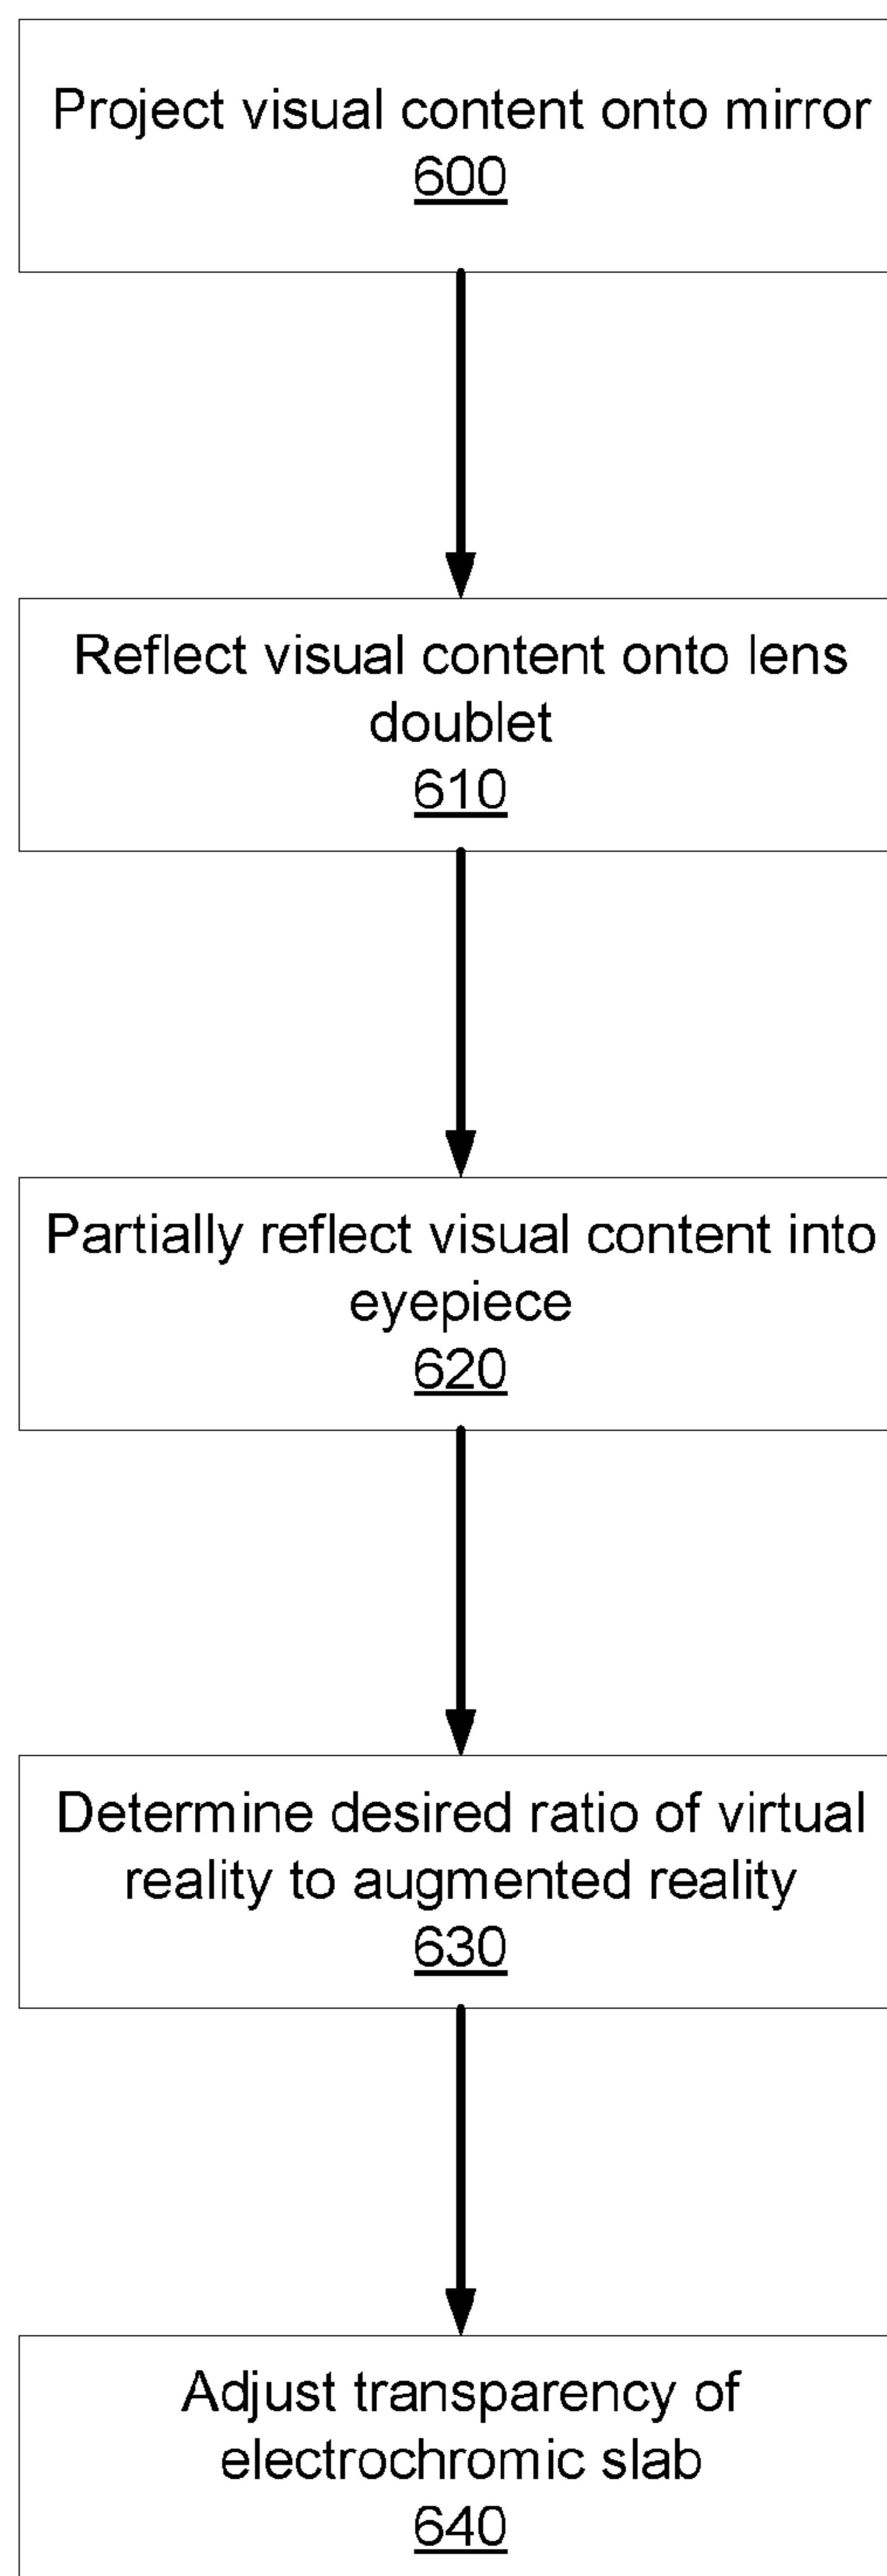 Project visual content onto mirror
600
Reflect visual content onto lens
doublet
610
Partially reflect visual content into
eyepiece
620
Determine desired ratio of virtual
reality to augmented reality
630
Adjust transparency of
electrochromic slab
640